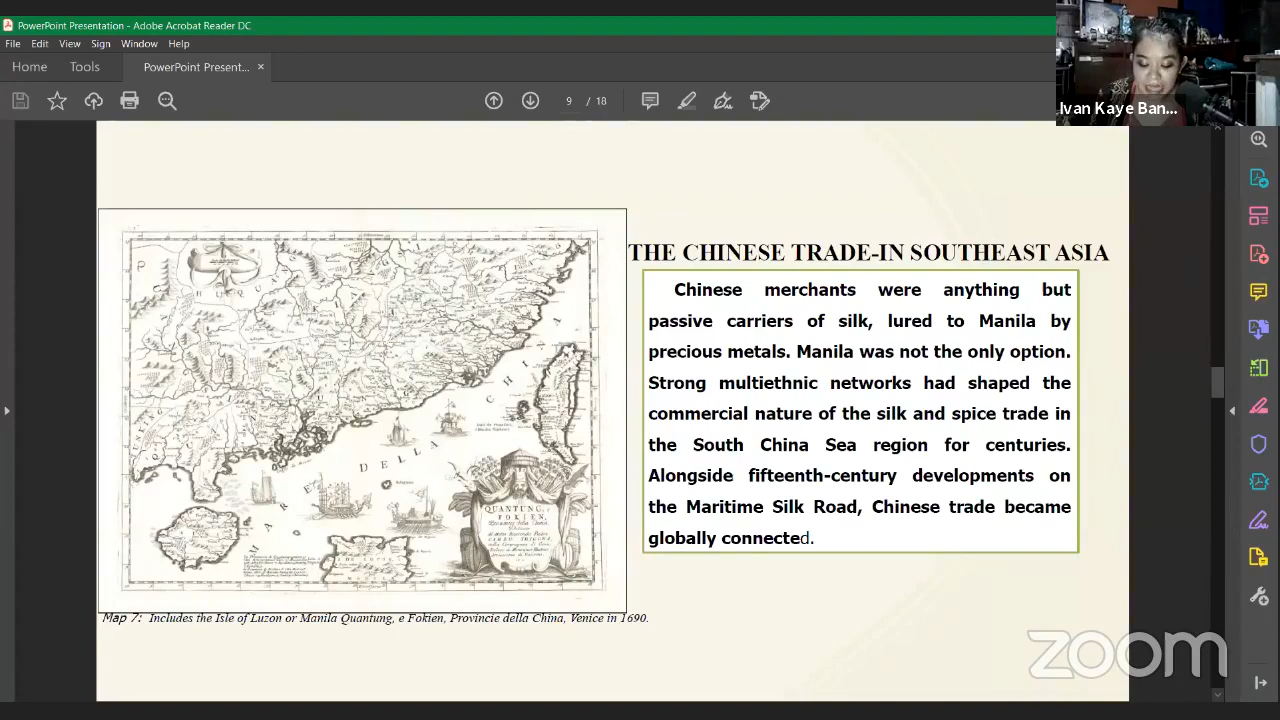 PowerPoint Presentation - Adobe Acrobat Reader DC
File Edit View Sign Window Help
Home Tools PowerPoint Present... ×
9 / 18
Ivan Kaye Ban...
THE CHINESE TRADE-IN SOUTHEAST ASIA
Chinese merchants were anything but
passive carriers of silk, lured to Manila by
precious metals. Manila was not the only option.
Strong multiethnic networks had shaped the
commercial nature of the silk and spice trade in
the South China Sea region for centuries.
Alongside fifteenth-century developments on
the Maritime Silk Road, Chinese trade became
globally connected.
MARE DELLA CHINA
QUANTUNG, e
FOKIEN,
Map 7: Includes the Isle of Luzon or Manila Quantung, e Fokien, Provincie della China, Venice in 1690.
zoom